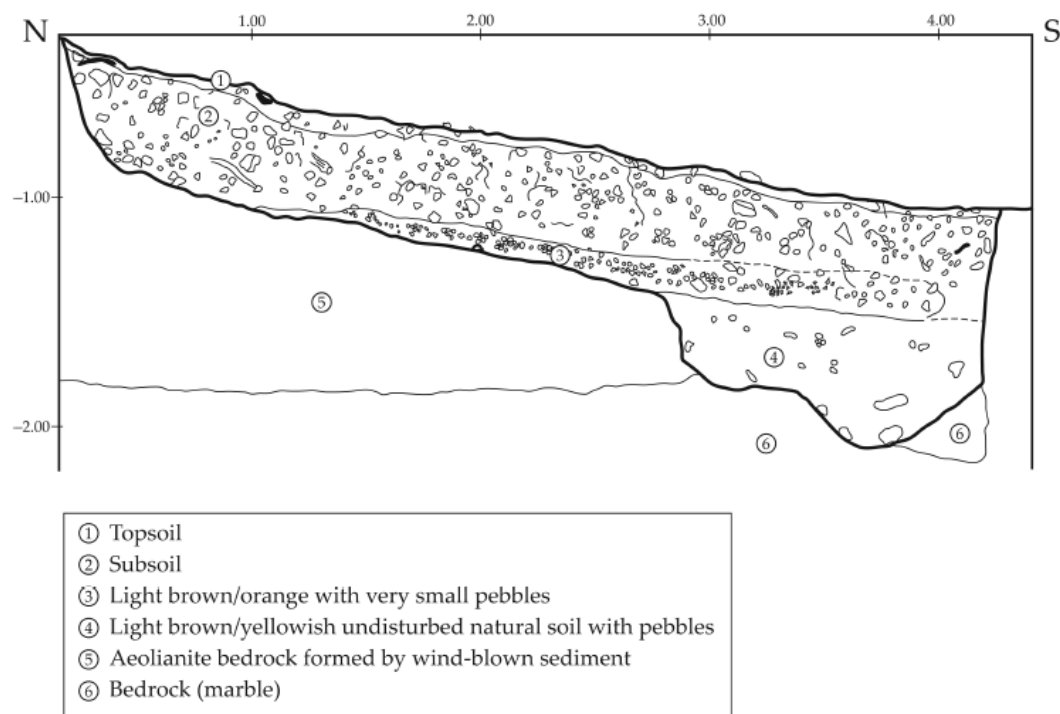 N 1.00 2.00 3.00 4.00 S
①
②
−1.00
③
⑤
④
−2.00
⑥ ⑥
① Topsoil
② Subsoil
③ Light brown/orange with very small pebbles
④ Light brown/yellowish undisturbed natural soil with pebbles
⑤ Aeolianite bedrock formed by wind-blown sediment
⑥ Bedrock (marble)